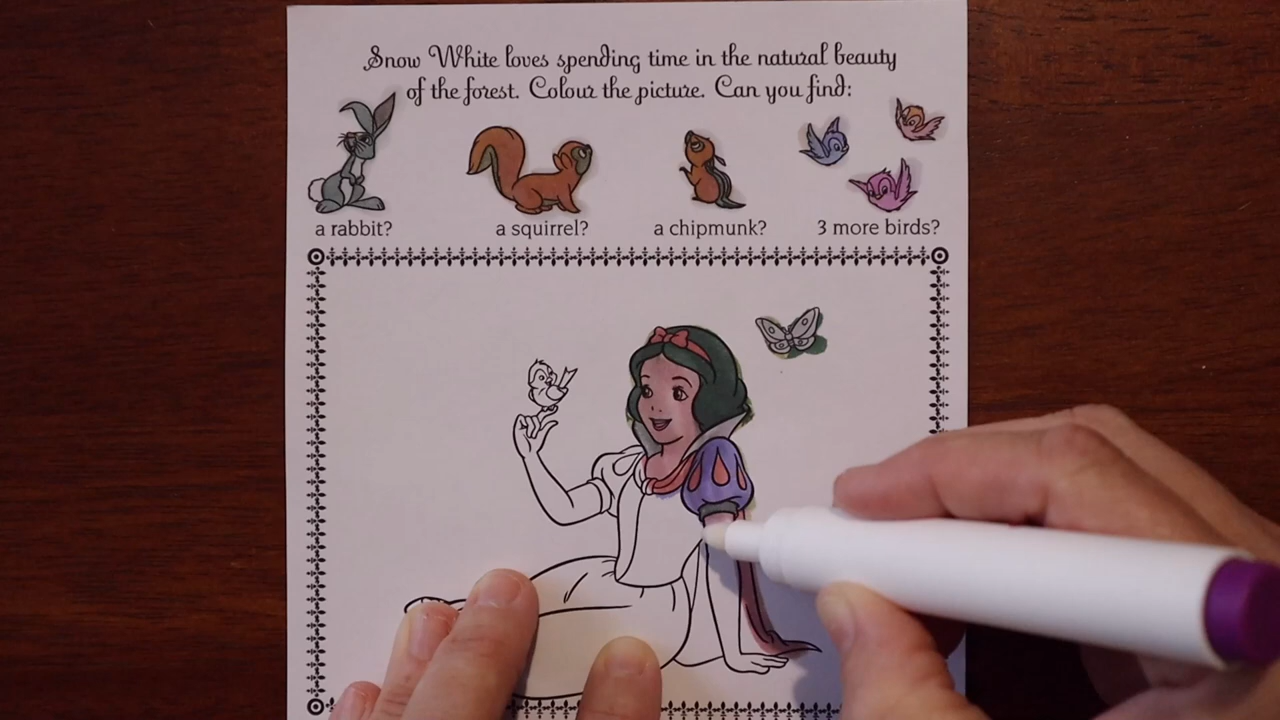 Snow White loves spending time in the natural beauty
of the forest. Colour the picture. Can you find:
a rabbit?
a squirrel?
a chipmunk?
3 more birds?